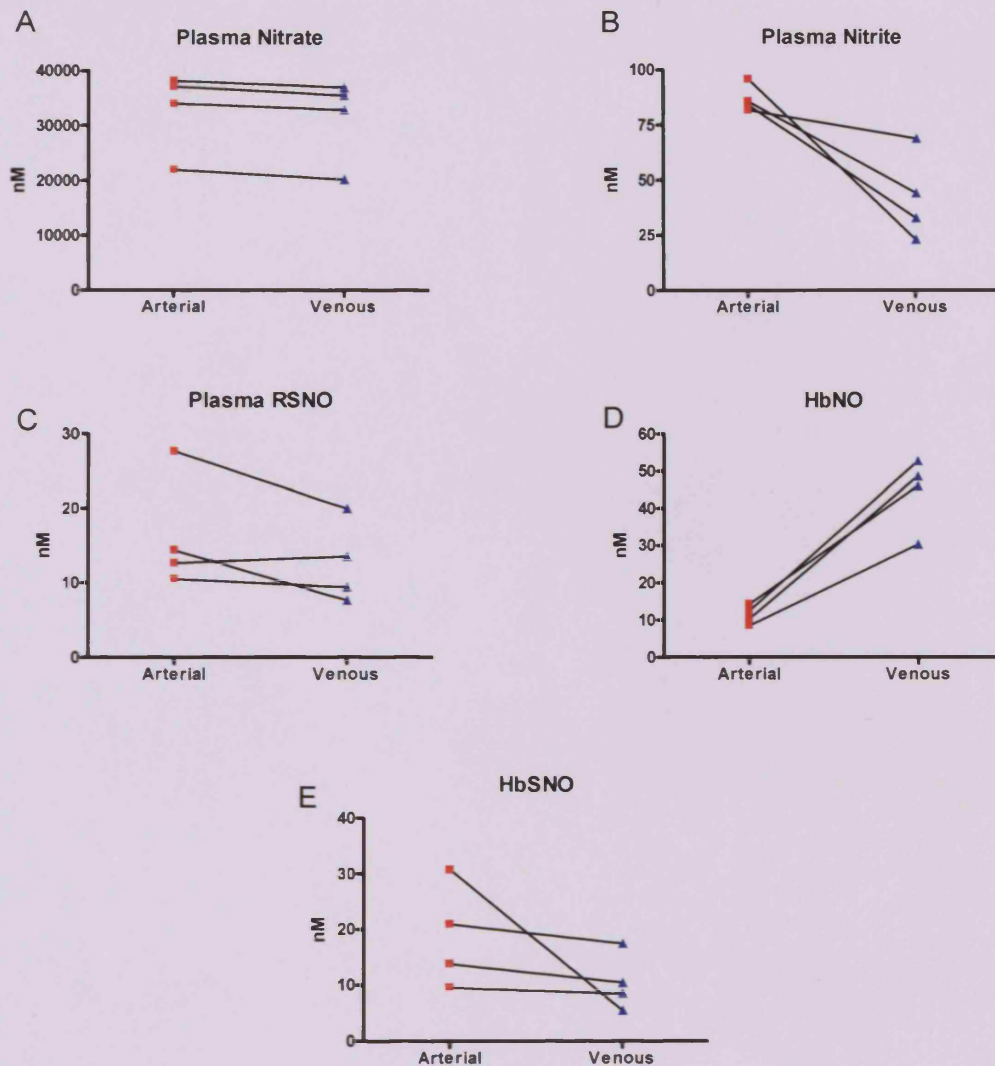 A
Plasma Nitrate
40000
30000
20000
10000
0
nM
Arterial Venous
B
Plasma Nitrite
100
75
50
25
0
nM
Arterial Venous
C
Plasma RSNO
30
20
10
0
nM
Arterial Venous
D
HbNO
60
50
40
30
20
10
0
nM
Arterial Venous
E
HbSNO
40
30
20
10
0
nM
Arterial Venous